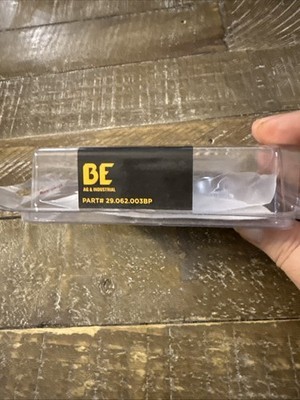 BE
AG & INDUSTRIAL
PART# 29.062.003BP